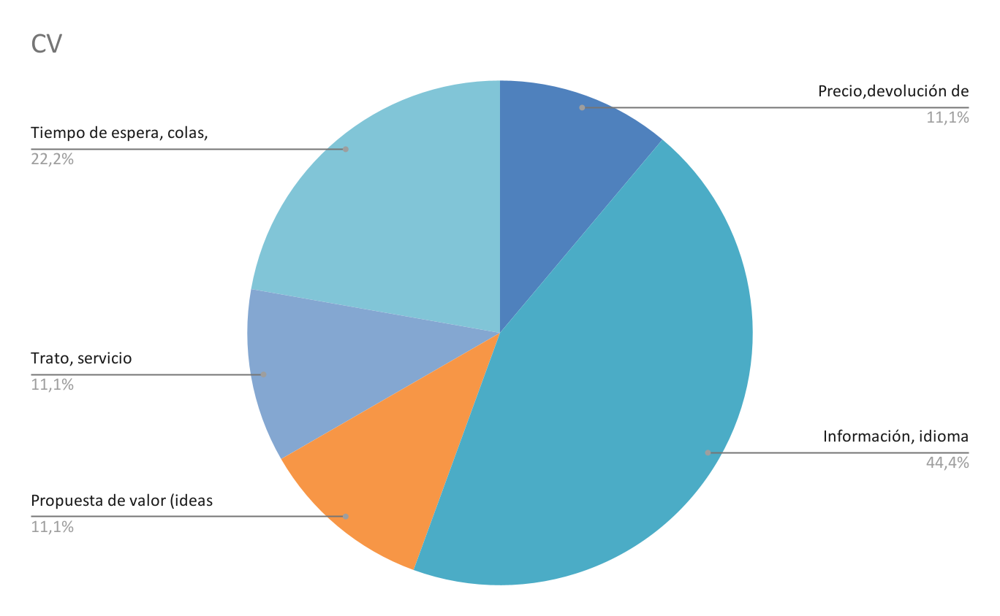 CV
Precio,devolución de
11,1%
Tiempo de espera, colas,
22,2%
Trato, servicio
11,1%
Información, idioma
44,4%
Propuesta de valor (ideas
11,1%